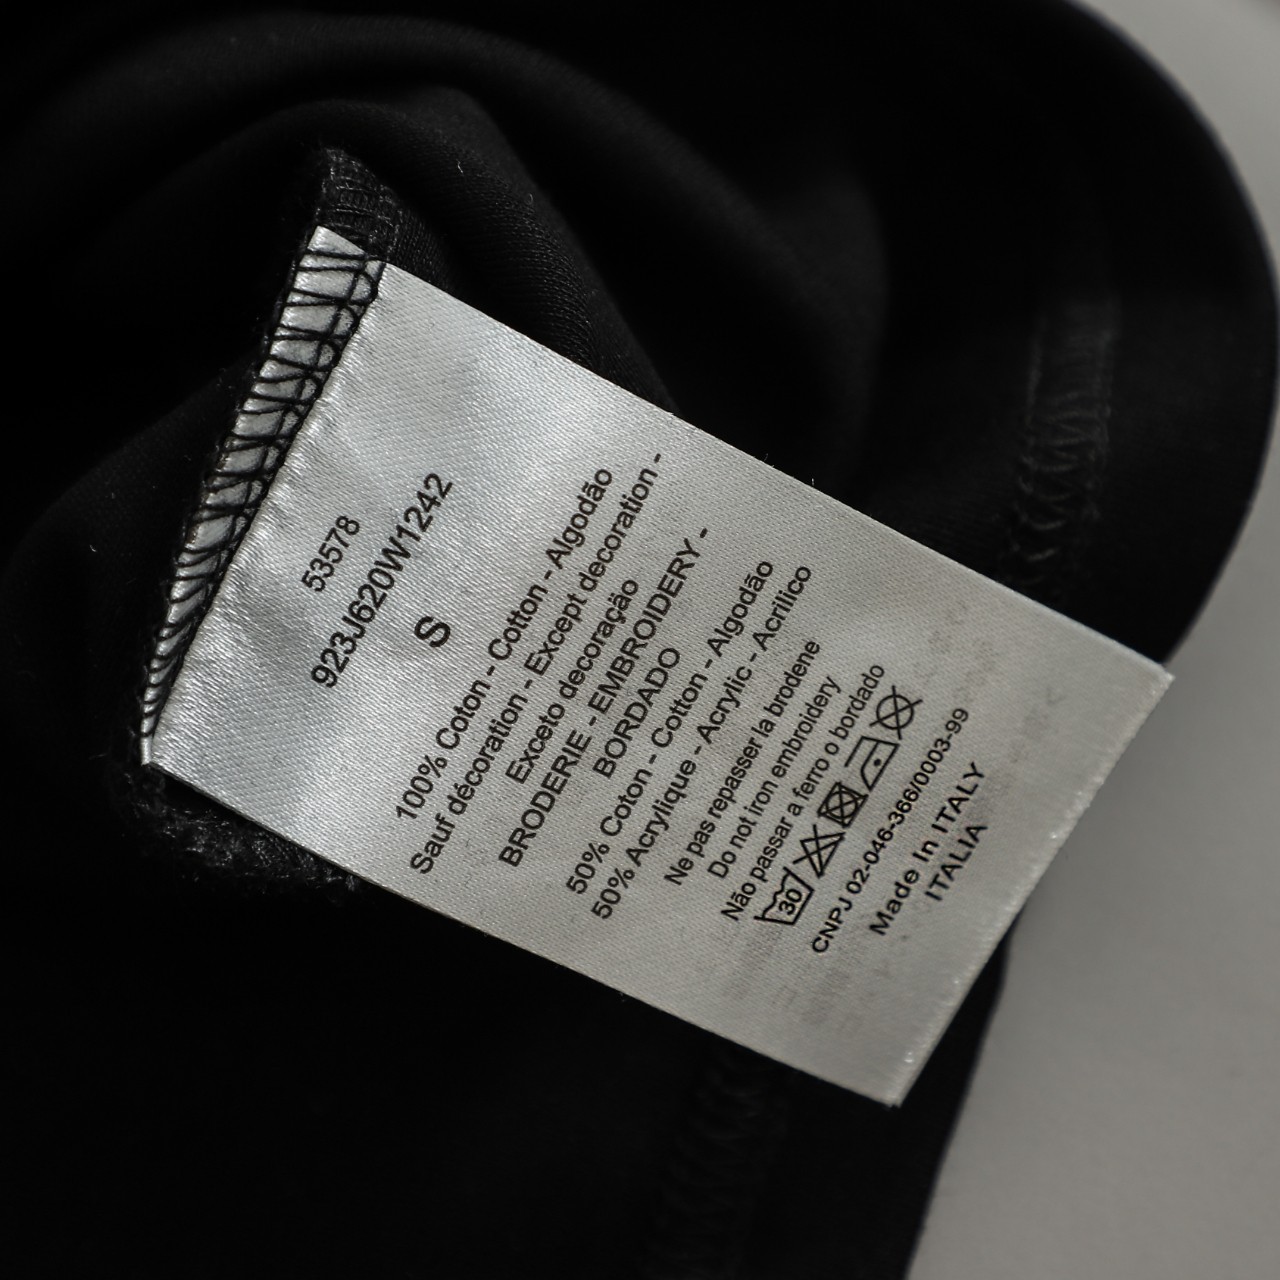 53578
923J620W1242
S
100% Coton - Cotton - Algodão
Sauf décoration - Except decoration -
Exceto decoração
BRODERIE - EMBROIDERY -
BORDADO
50% Coton - Cotton - Algodão
50% Acrylique - Acrylic - Acrilico
Ne pas repasser la brodene
Do not iron embroidery
Não passar a ferro o bordado
30
CNPJ 02-046-366/0003-99
Made In ITALY
ITALIA